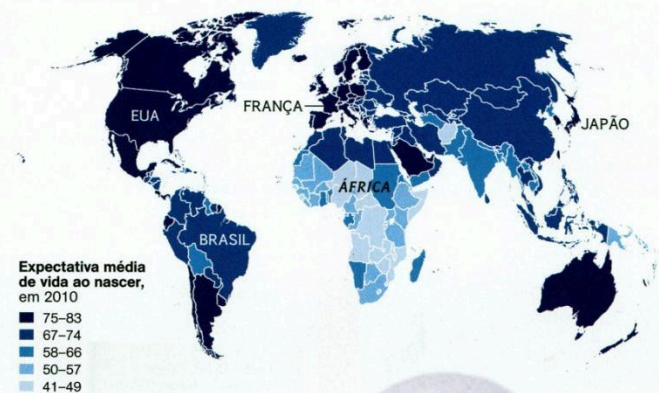 EUA
FRANÇA
JAPÃO
ÁFRICA
BRASIL
Expectativa média
de vida ao nascer,
em 2010
75–83
67–74
58–66
50–57
41–49